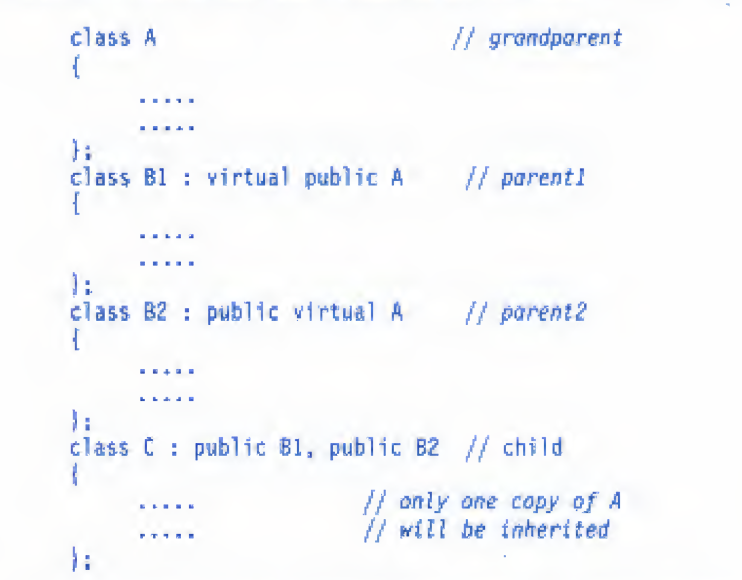 class A // grandparent
{
.....
.....
};
class B1 : virtual public A // parent1
{
.....
.....
};
class B2 : public virtual A // parent2
{
.....
.....
};
class C : public B1, public B2 // child
{
..... // only one copy of A
..... // will be inherited
};